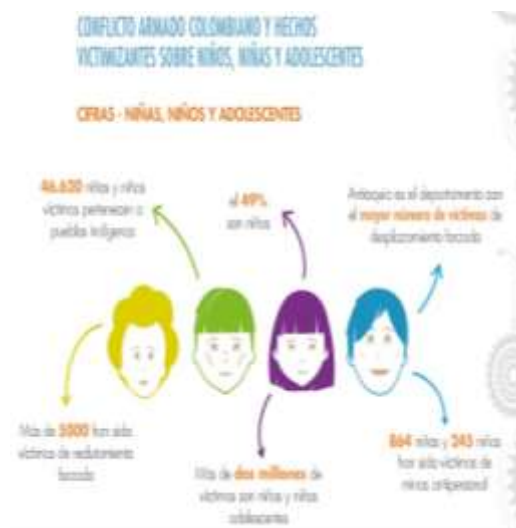 CONFLICTO ARMADO COLOMBIANO Y HECHOS
VICTIMIZANTES SOBRE NIÑOS, NIÑAS Y ADOLESCENTES
CIFRAS - NIÑAS, NIÑOS Y ADOLESCENTES
46.620 niñas y niños
víctimas pertenecen a
pueblos indígenas
el 49%
son niñas
Antioquia es el departamento con
el mayor número de víctimas de
desplazamiento forzado
Más de 5000 han sido
víctimas de reclutamiento
forzado
Más de dos millones de
víctimas son niños y niñas
adolescentes
864 niños y 245 niñas
han sido víctimas de
minas antipersonal